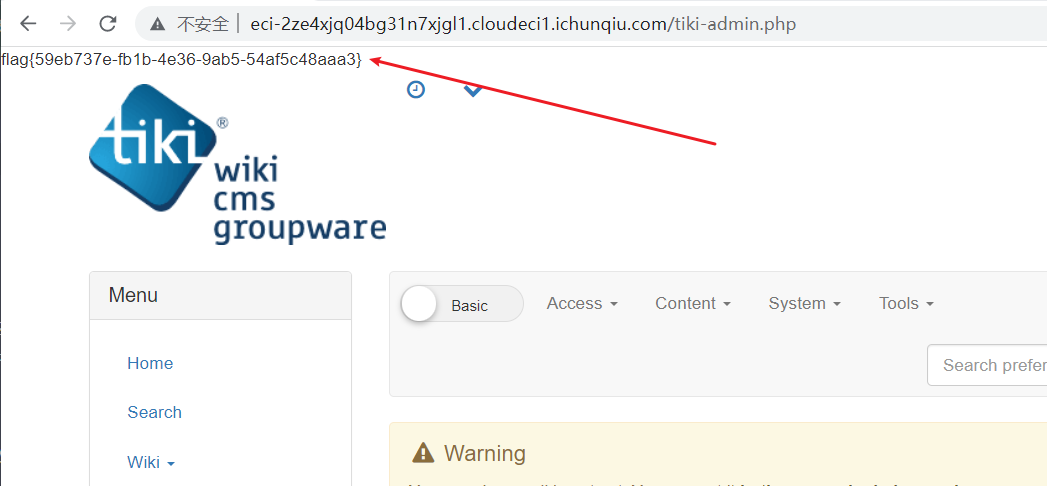 不安全 | eci-2ze4xjq04bg31n7xjgl1.cloudeci1.ichunqiu.com/tiki-admin.php
flag{59eb737e-fb1b-4e36-9ab5-54af5c48aaa3}
tiki®
wiki
cms
groupware
Menu
Basic Access Content System Tools
Home
Search prefer
Search
Warning
Wiki